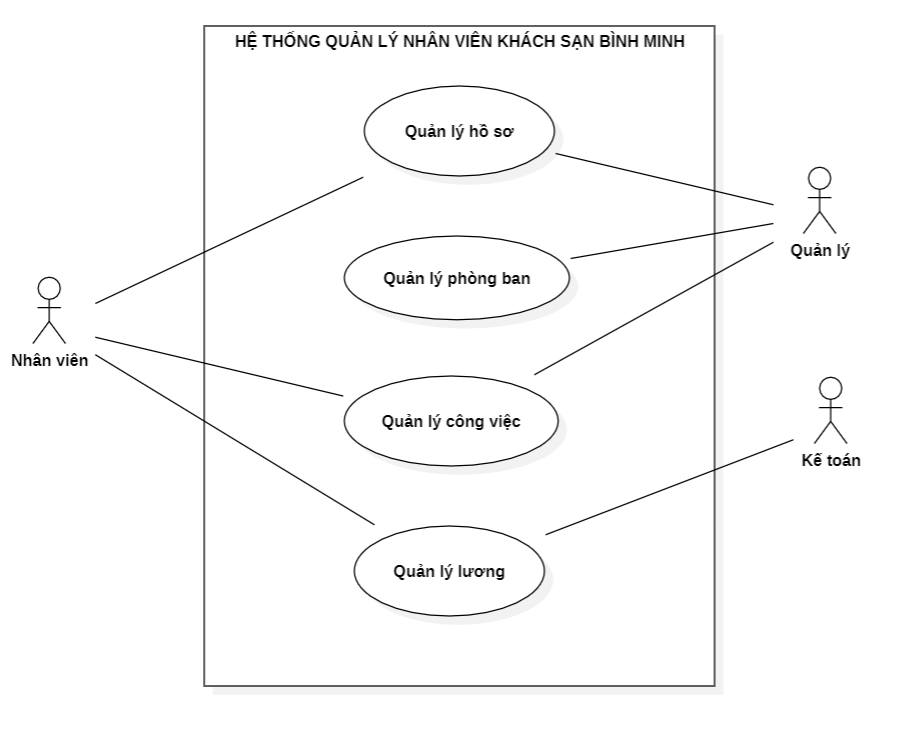 HỆ THỐNG QUẢN LÝ NHÂN VIÊN KHÁCH SẠN BÌNH MINH
Quản lý hồ sơ
Quản lý
Quản lý phòng ban
Nhân viên
Quản lý công việc
Kế toán
Quản lý lương